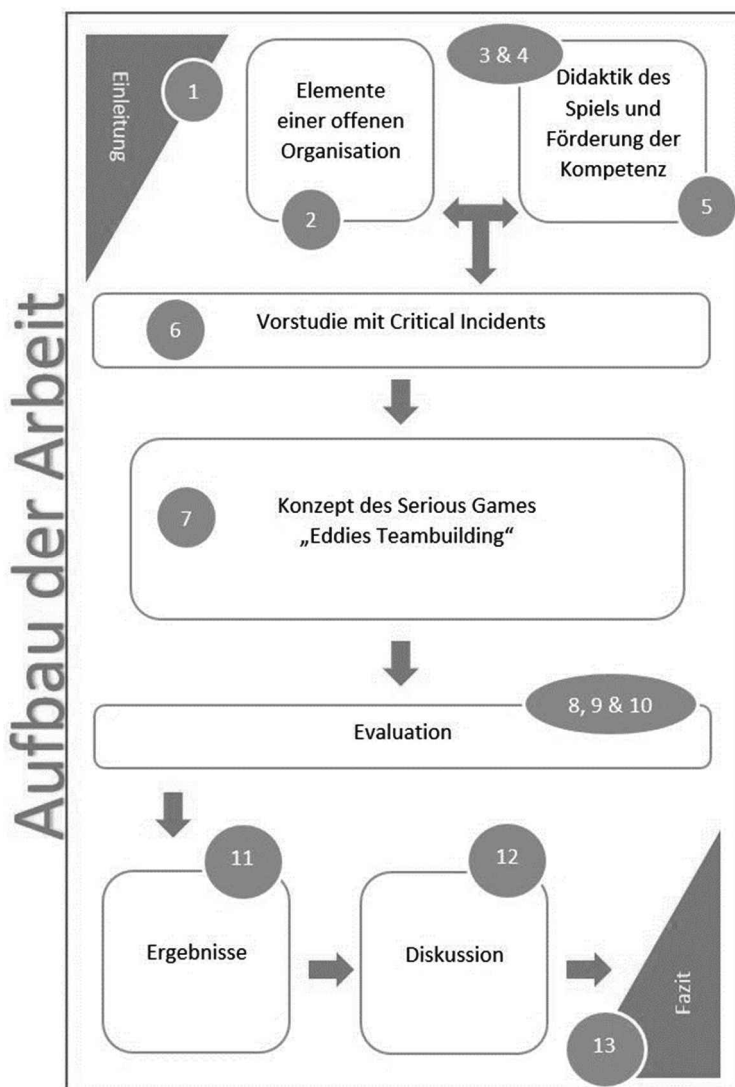 Aufbau der Arbeit
Einleitung
1
Elemente
einer offenen
Organisation
2
3 & 4
Didaktik des
Spiels und
Förderung der
Kompetenz
5
6
Vorstudie mit Critical Incidents
7
Konzept des Serious Games
„Eddies Teambuilding“
8, 9 & 10
Evaluation
11
Ergebnisse
12
Diskussion
Fazit
13